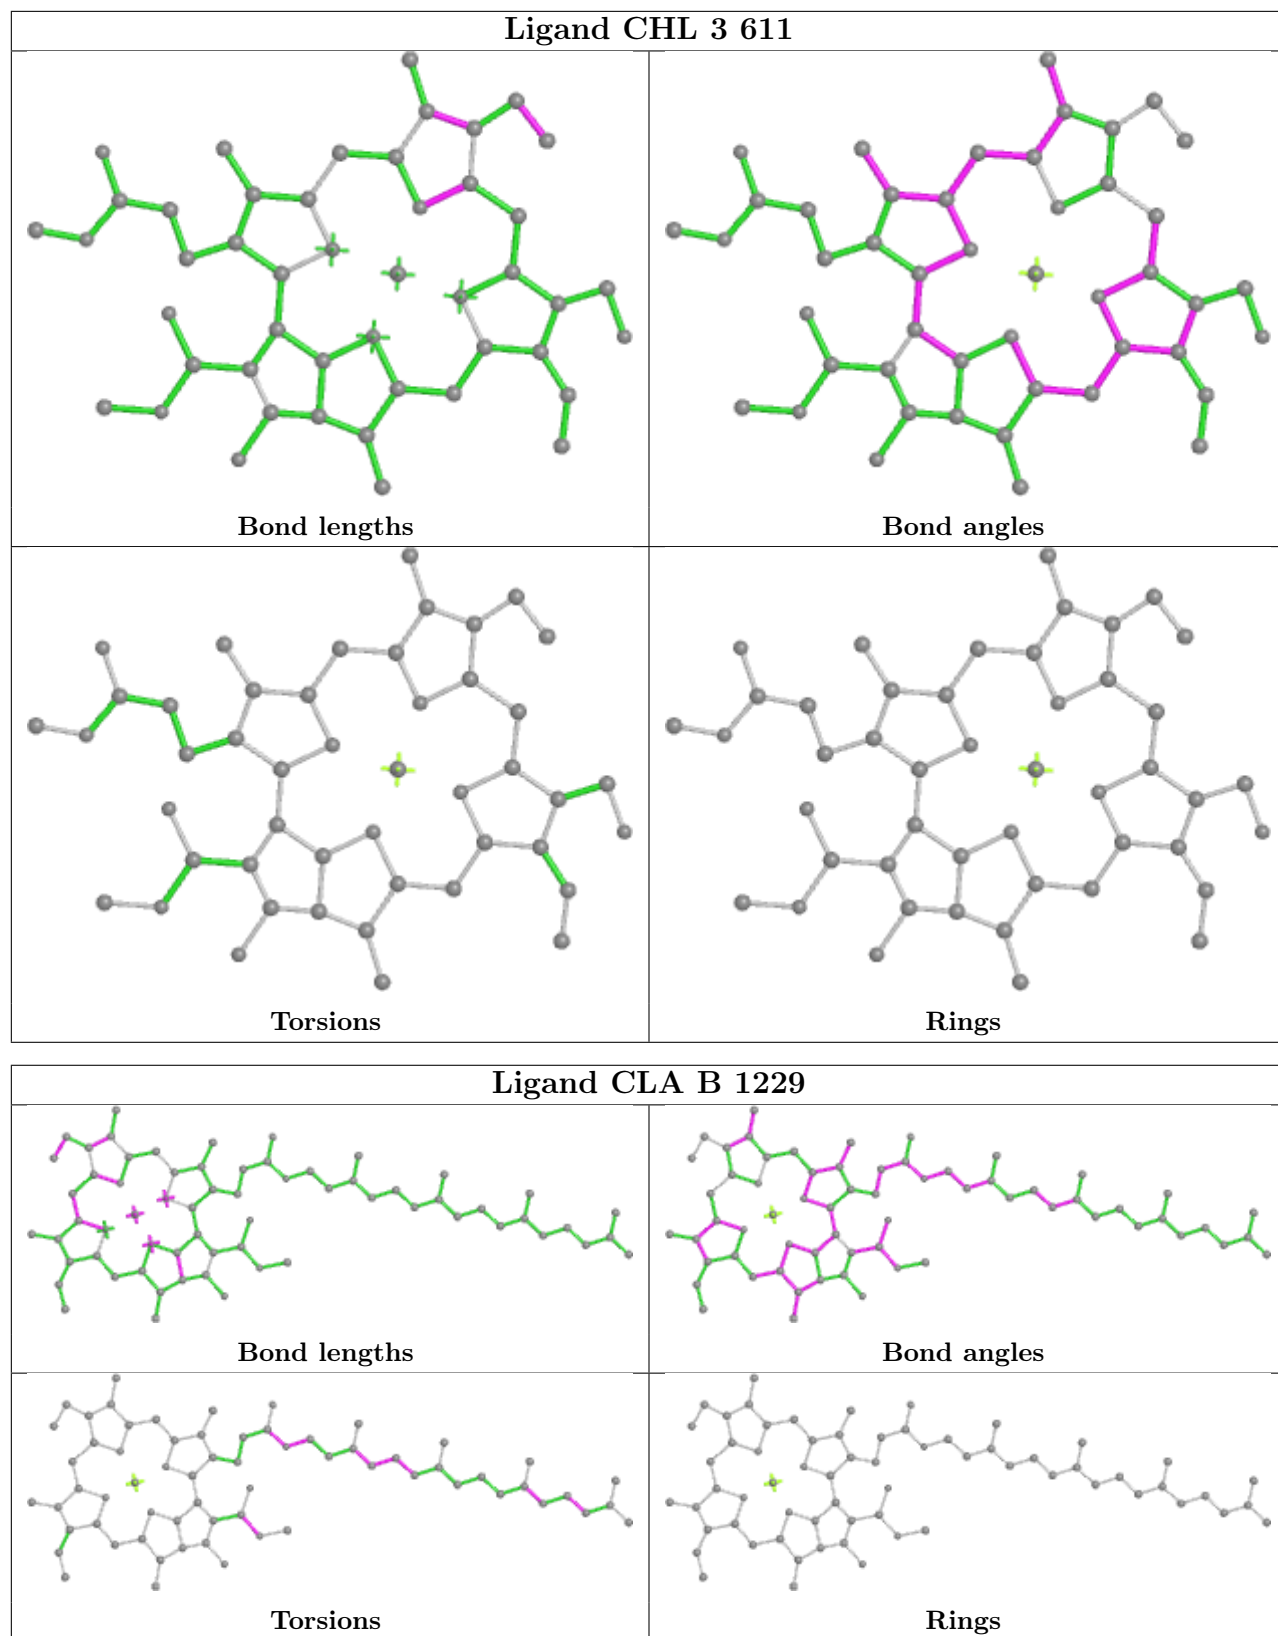 Ligand CHL 3 611
Bond lengths
Bond angles
Torsions
Rings
Ligand CLA B 1229
Bond lengths
Bond angles
Torsions
Rings